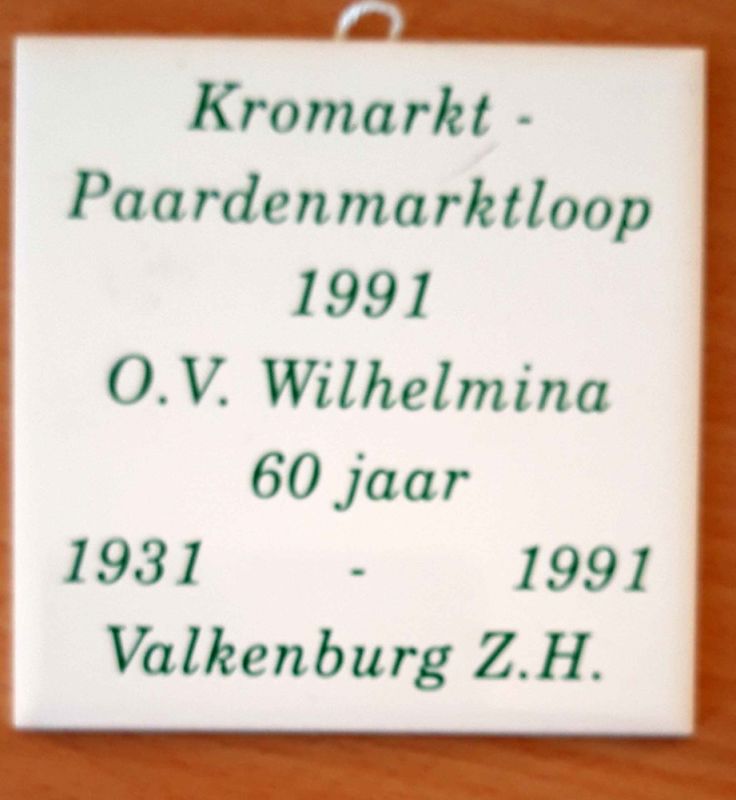 Kromarkt -
Paardenmarktloop
1991
O.V. Wilhelmina
60 jaar
1931 - 1991
Valkenburg Z.H.